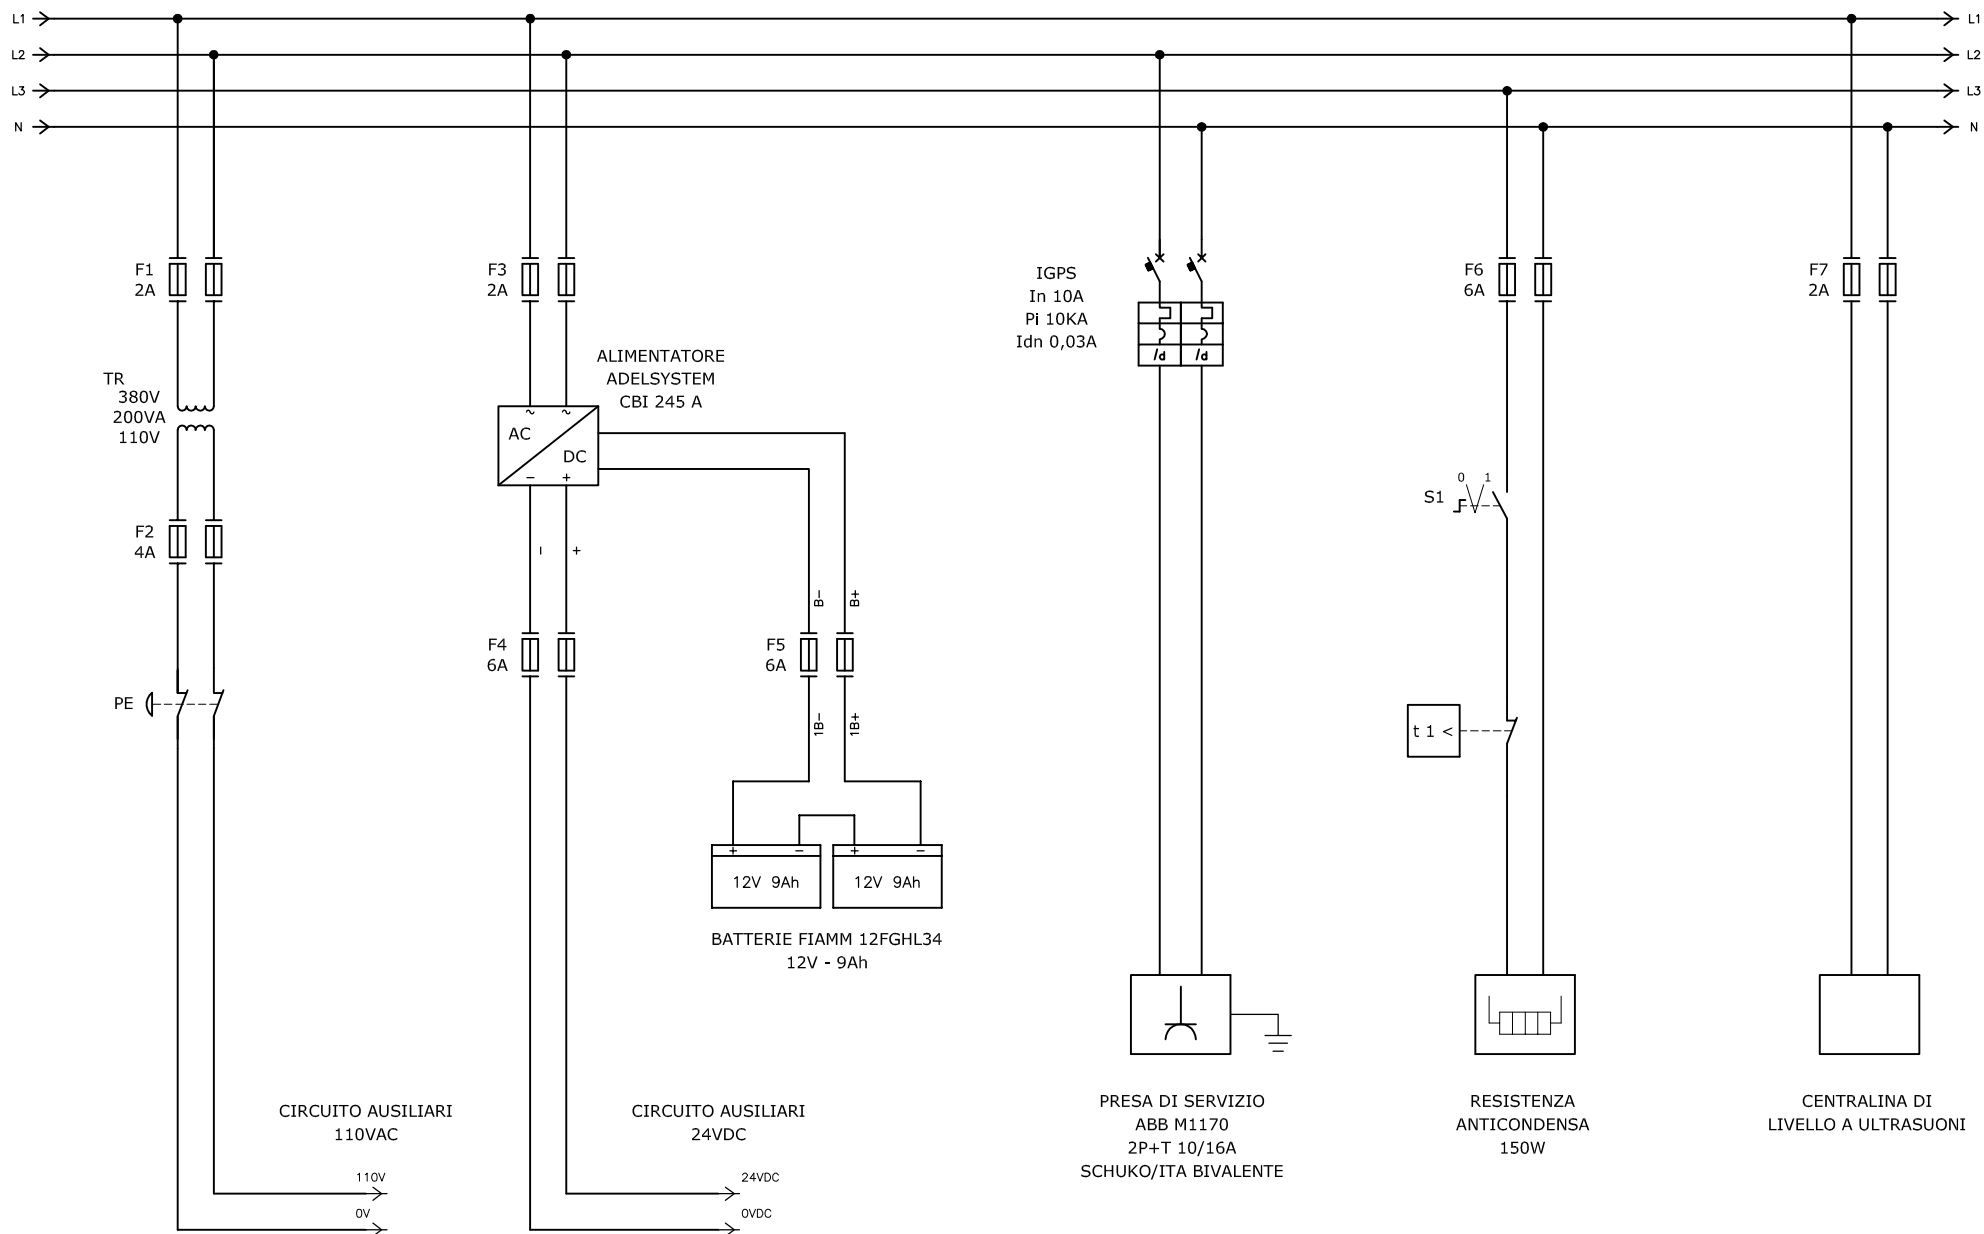 L1
L1
L2
L2
L3
L3
N
N
F1
2A
F3
2A
IGPS
In 10A
Pi 10KA
Idn 0,03A
/d
/d
F6
6A
F7
2A
TR
380V
200VA
110V
ALIMENTATORE
ADELSYSTEM
CBI 245 A
~
~
AC
DC
-
+
F2
4A
-
+
S1
0
1
B-
B+
F4
6A
F5
6A
PE
1B-
1B+
t 1 <
+
-
+
-
12V 9Ah
12V 9Ah
BATTERIE FIAMM 12FGHL34
12V - 9Ah
CIRCUITO AUSILIARI
110VAC
CIRCUITO AUSILIARI
24VDC
PRESA DI SERVIZIO
ABB M1170
2P+T 10/16A
SCHUKO/ITA BIVALENTE
RESISTENZA
ANTICONDENSA
150W
CENTRALINA DI
LIVELLO A ULTRASUONI
110V
0V
24VDC
0VDC